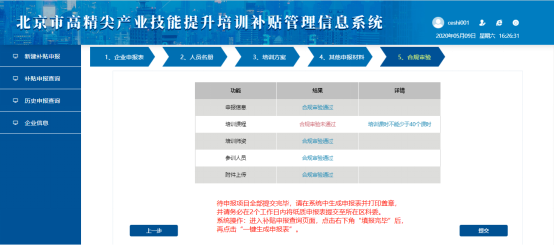 北京市高精尖产业技能提升培训补贴管理信息系统
ceshi001
2020年05月09日 星期六 16:26:31
新建补贴申报
补贴申报查询
历史申报查询
企业信息
1、企业申报表
2、人员名册
3、培训方案
4、其他申报材料
5、合规审验
功能 结果 详情
申报信息 合规审验通过
培训课程 合规审验未通过 培训课时不能少于40个课时
培训师资 合规审验通过
参训人员 合规审验通过
附件上传 合规审验通过
待申报项目全部提交完毕，请在系统中生成申报表并打印盖章，
并请务必在2个工作日内将纸质申报表提交至所在区科委。
系统操作：进入补贴申报查询页面，点击右下角“填报完毕”后，
再点击“一键生成申报表”。
上一步
提交